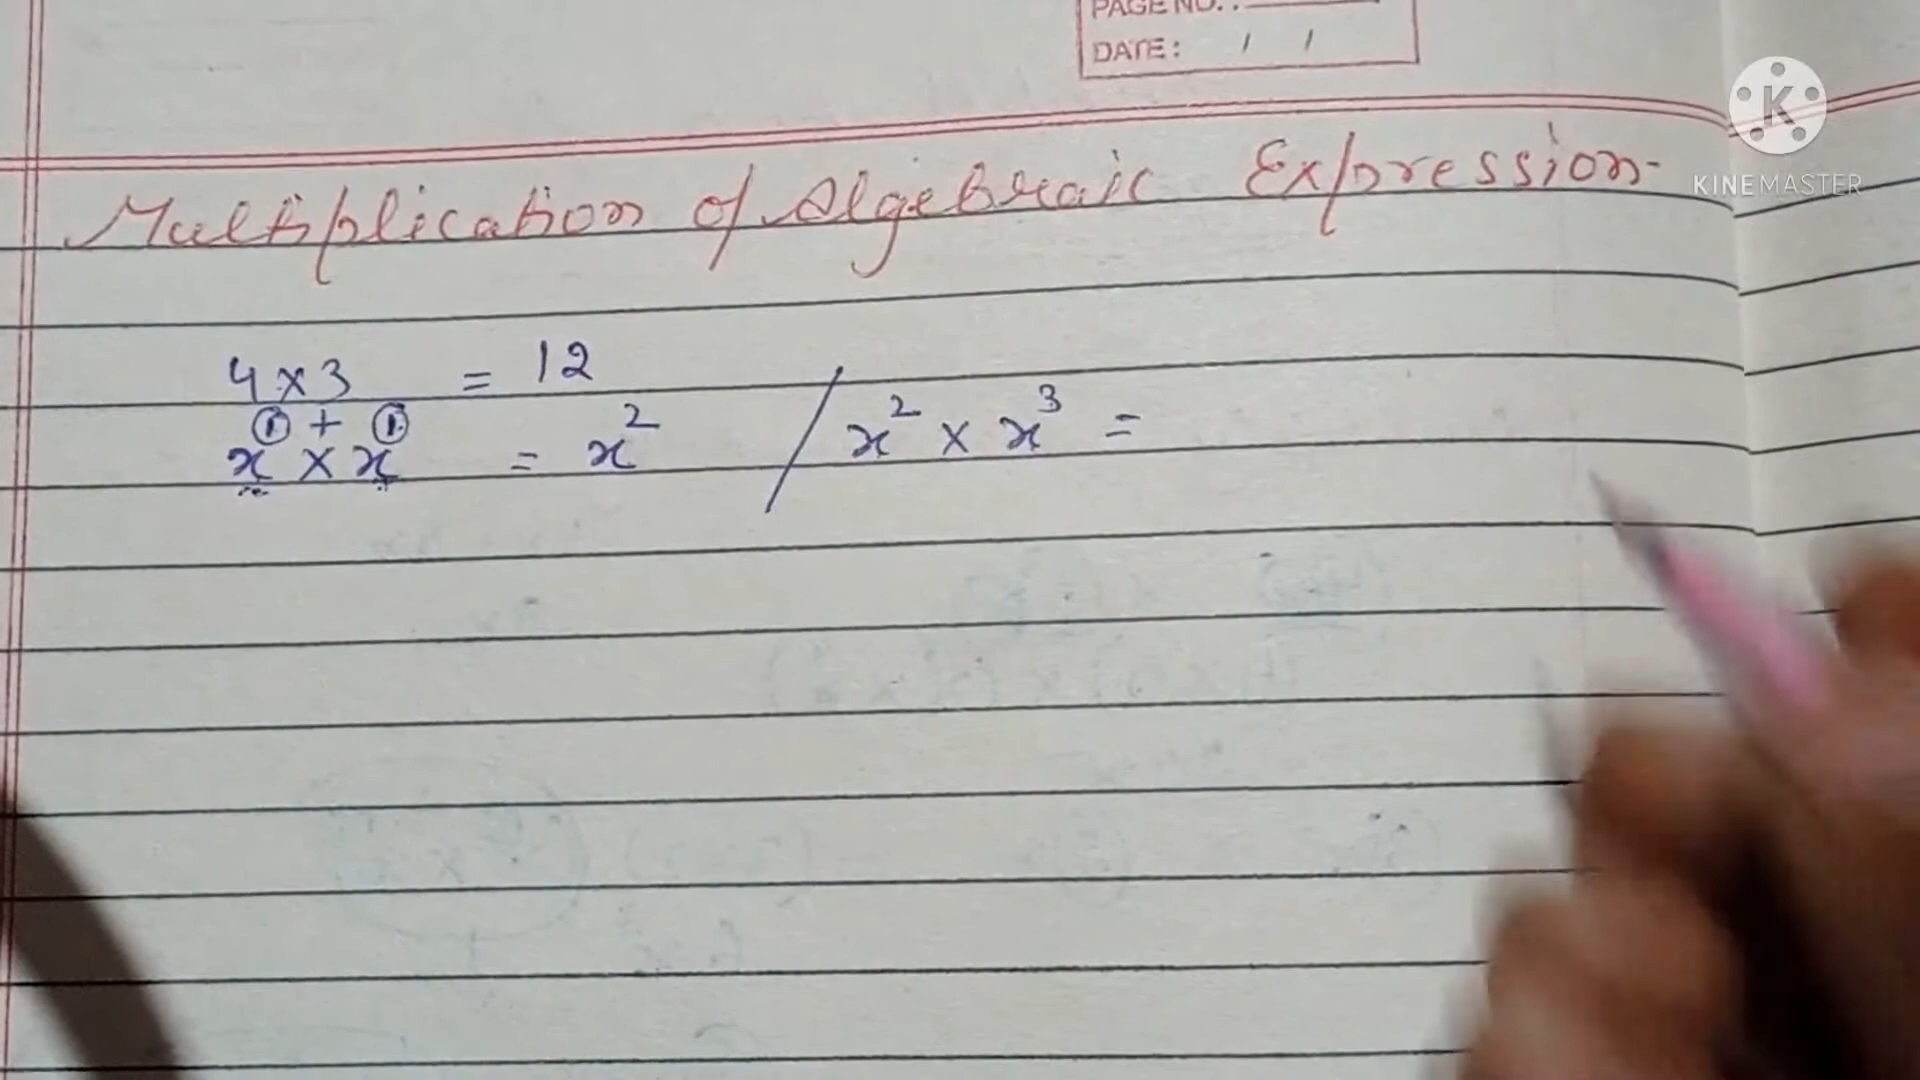 PAGE NO. :
DATE: / /
KINEMASTER
Multiplication of Algebraic Expression-
4 x 3 = 12
① + ①
x × x = x² / x² × x³ =